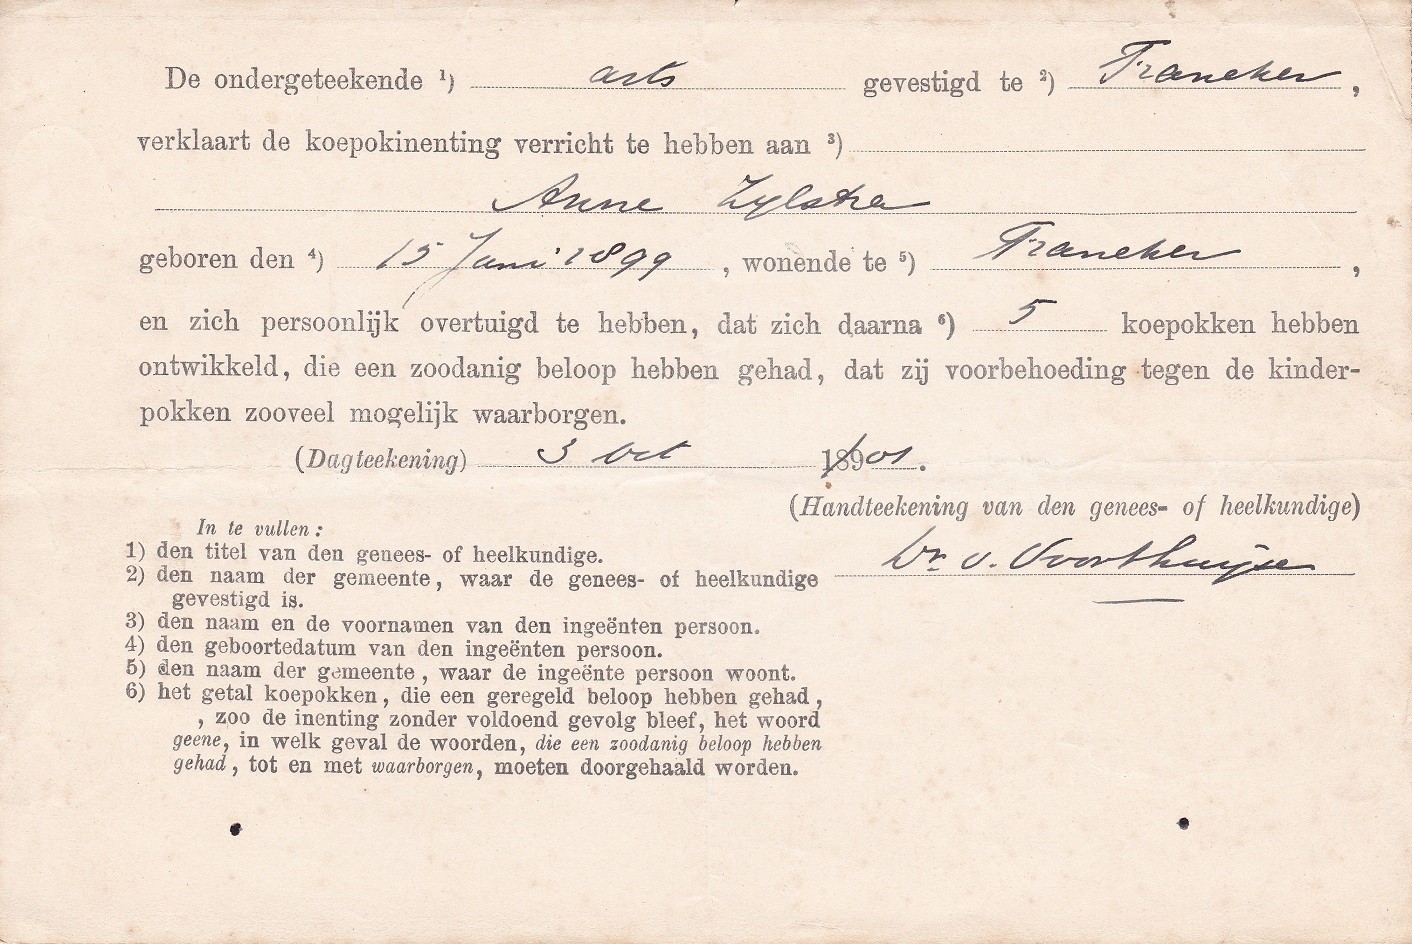 De ondergeteekende ¹) arts gevestigd te ²) Franeker,
verklaart de koepokinenting verricht te hebben aan ³)
Anne Zylstra
geboren den ⁴) 15 Juni 1899, wonende te ⁵) Franeker,
en zich persoonlijk overtuigd te hebben, dat zich daarna ⁶) 5 koepokken hebben
ontwikkeld, die een zoodanig beloop hebben gehad, dat zij voorbehoeding tegen de kinder-
pokken zooveel mogelijk waarborgen.
(Dagteekening) 3 Oct 1890 01.
(Handteekening van den genees- of heelkundige)
Dr. v. Voorthuijse
In te vullen:
1) den titel van den genees- of heelkundige.
2) den naam der gemeente, waar de genees- of heelkundige
gevestigd is.
3) den naam en de voornamen van den ingeënten persoon.
4) den geboortedatum van den ingeënten persoon.
5) den naam der gemeente, waar de ingeënte persoon woont.
6) het getal koepokken, die een geregeld beloop hebben gehad,
, zoo de inenting zonder voldoend gevolg bleef, het woord
geene, in welk geval de woorden, die een zoodanig beloop hebben
gehad, tot en met waarborgen, moeten doorgehaald worden.